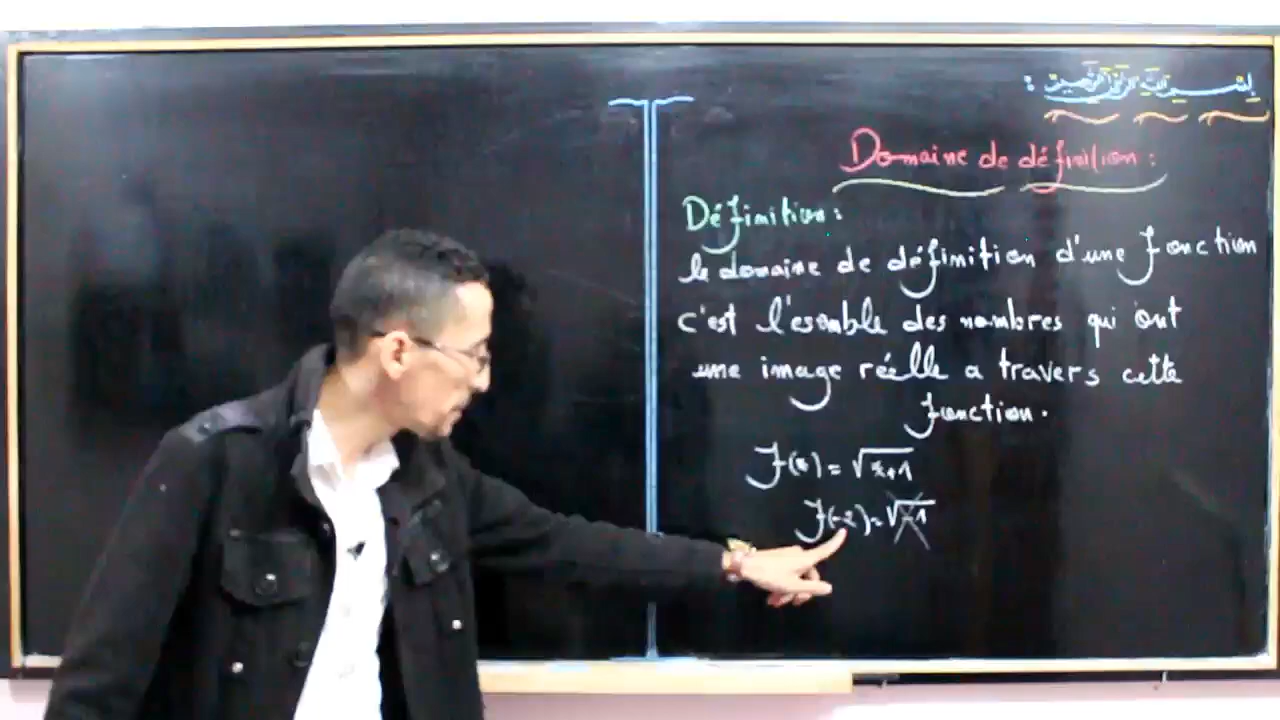 بسم الله الرحمن الرحيم :
Domaine de définition :
Définition :
le domaine de définition d'une fonction
c'est l'esemble des nombres qui ont
une image réelle a travers cette
fonction.
f(x) = √x+1
f(-2) = √-1